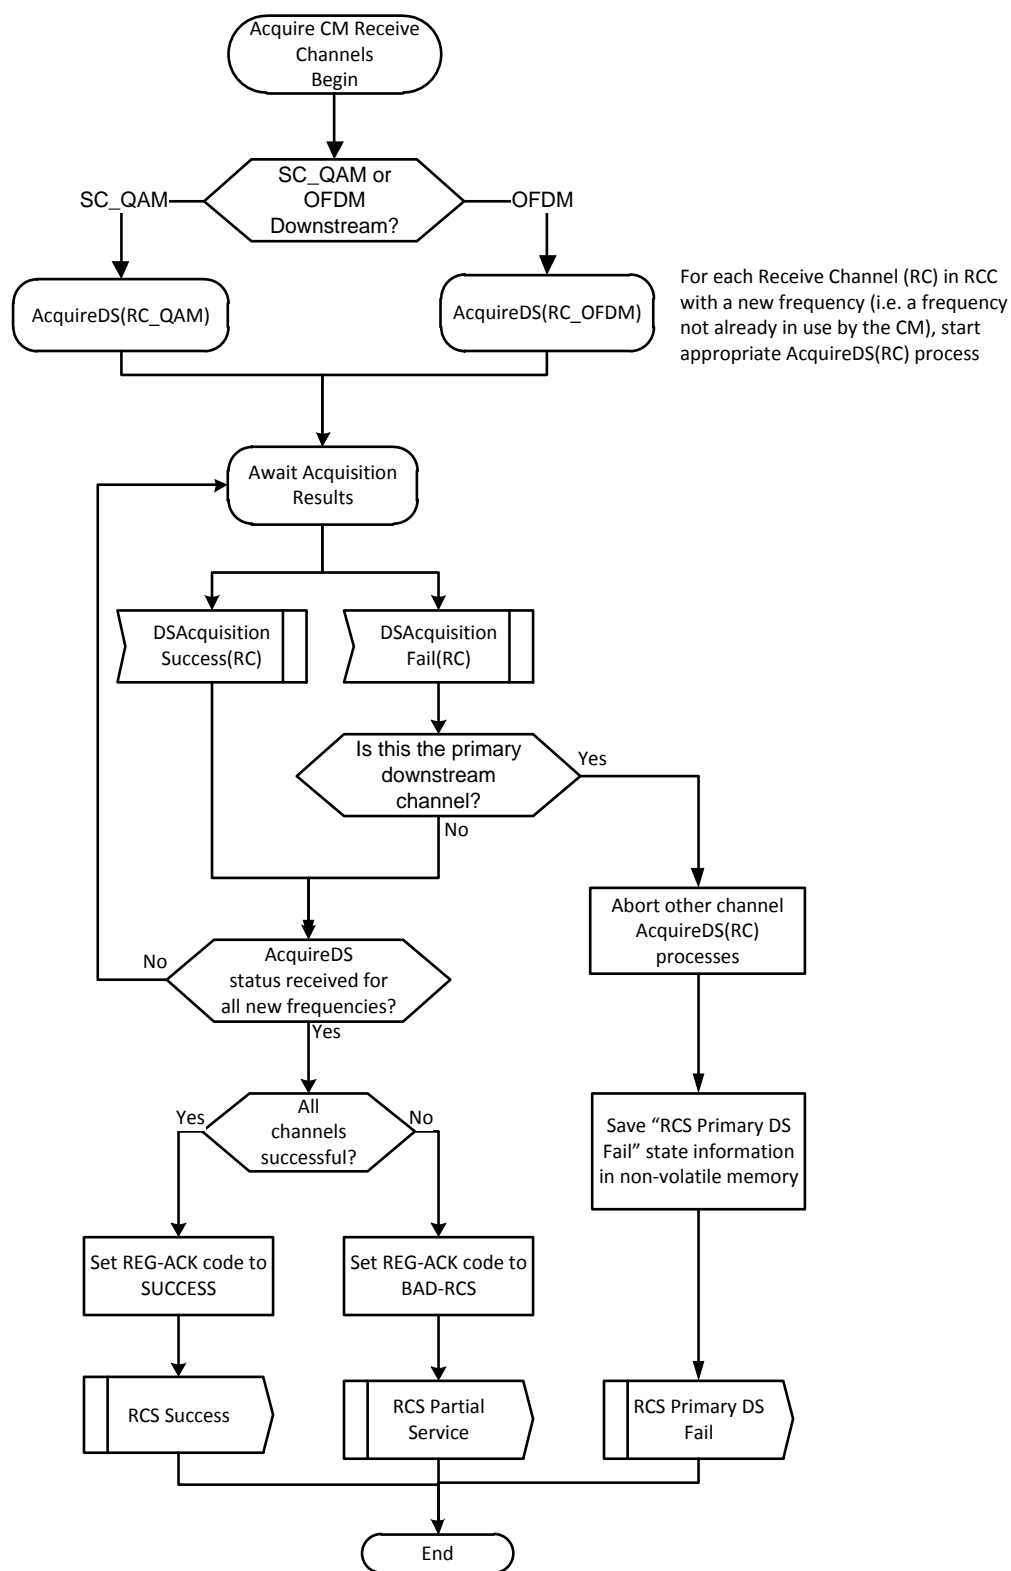 Acquire CM Receive
Channels
Begin
SC_QAM or
OFDM
Downstream?
SC_QAM
OFDM
AcquireDS(RC_QAM)
AcquireDS(RC_OFDM)
For each Receive Channel (RC) in RCC
with a new frequency (i.e. a frequency
not already in use by the CM), start
appropriate AcquireDS(RC) process
Await Acquisition
Results
DSAcquisition
Success(RC)
DSAcquisition
Fail(RC)
Is this the primary
downstream
channel?
Yes
No
Abort other channel
AcquireDS(RC)
processes
AcquireDS
status received for
all new frequencies?
No
Yes
All
channels
successful?
Yes
No
Save “RCS Primary DS
Fail” state information
in non-volatile memory
Set REG-ACK code to
SUCCESS
Set REG-ACK code to
BAD-RCS
RCS Success
RCS Partial
Service
RCS Primary DS
Fail
End